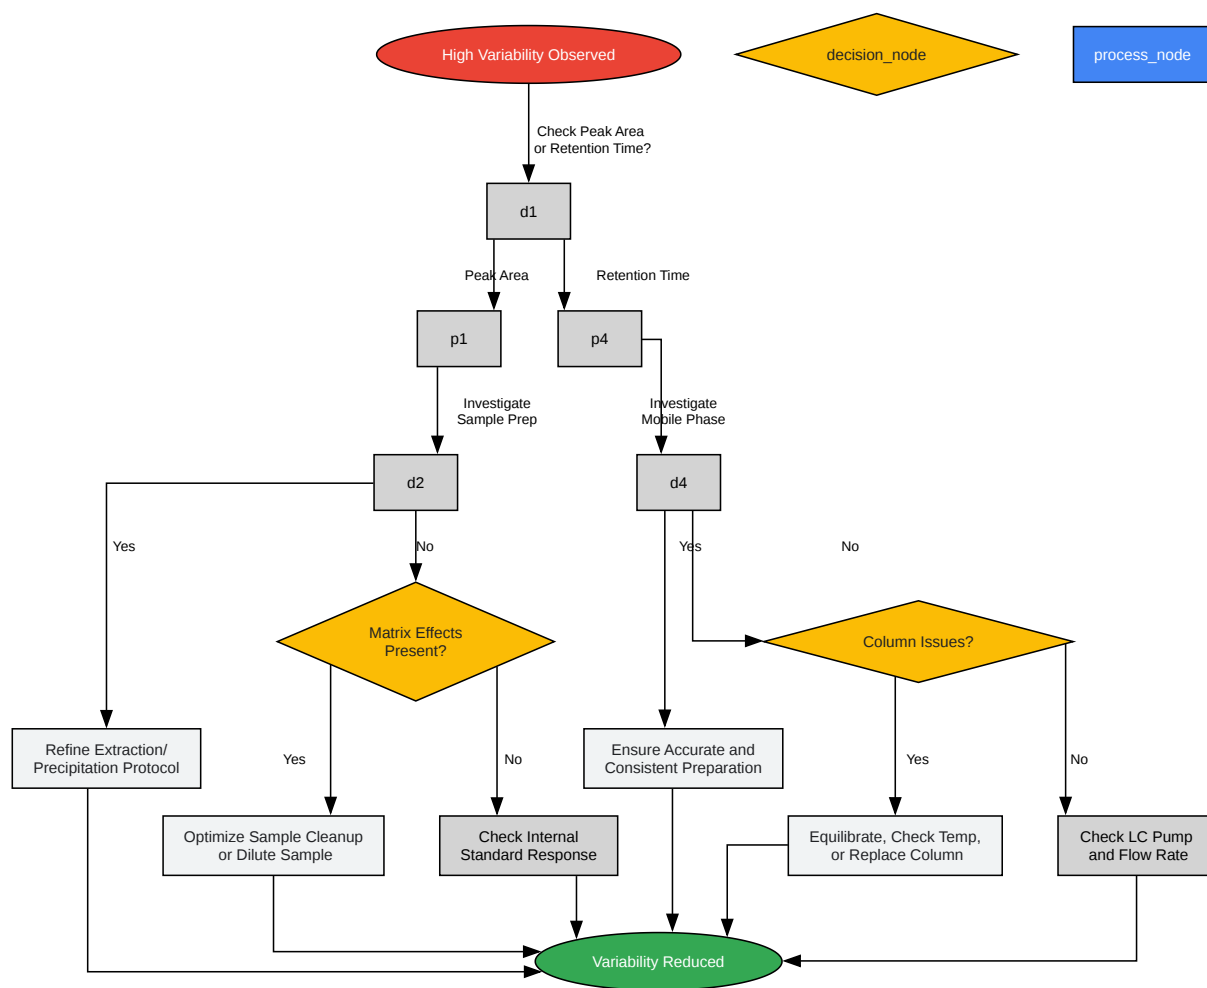 High Variability Observed
decision_node
process_node
Check Peak Area
or Retention Time?
d1
Peak Area
Retention Time
p1
p4
Investigate
Sample Prep
Investigate
Mobile Phase
d2
d4
Yes
No
Yes
No
Matrix Effects
Present?
Column Issues?
Refine Extraction/
Precipitation Protocol
Yes
No
Ensure Accurate and
Consistent Preparation
Yes
No
Optimize Sample Cleanup
or Dilute Sample
Check Internal
Standard Response
Equilibrate, Check Temp,
or Replace Column
Check LC Pump
and Flow Rate
Variability Reduced